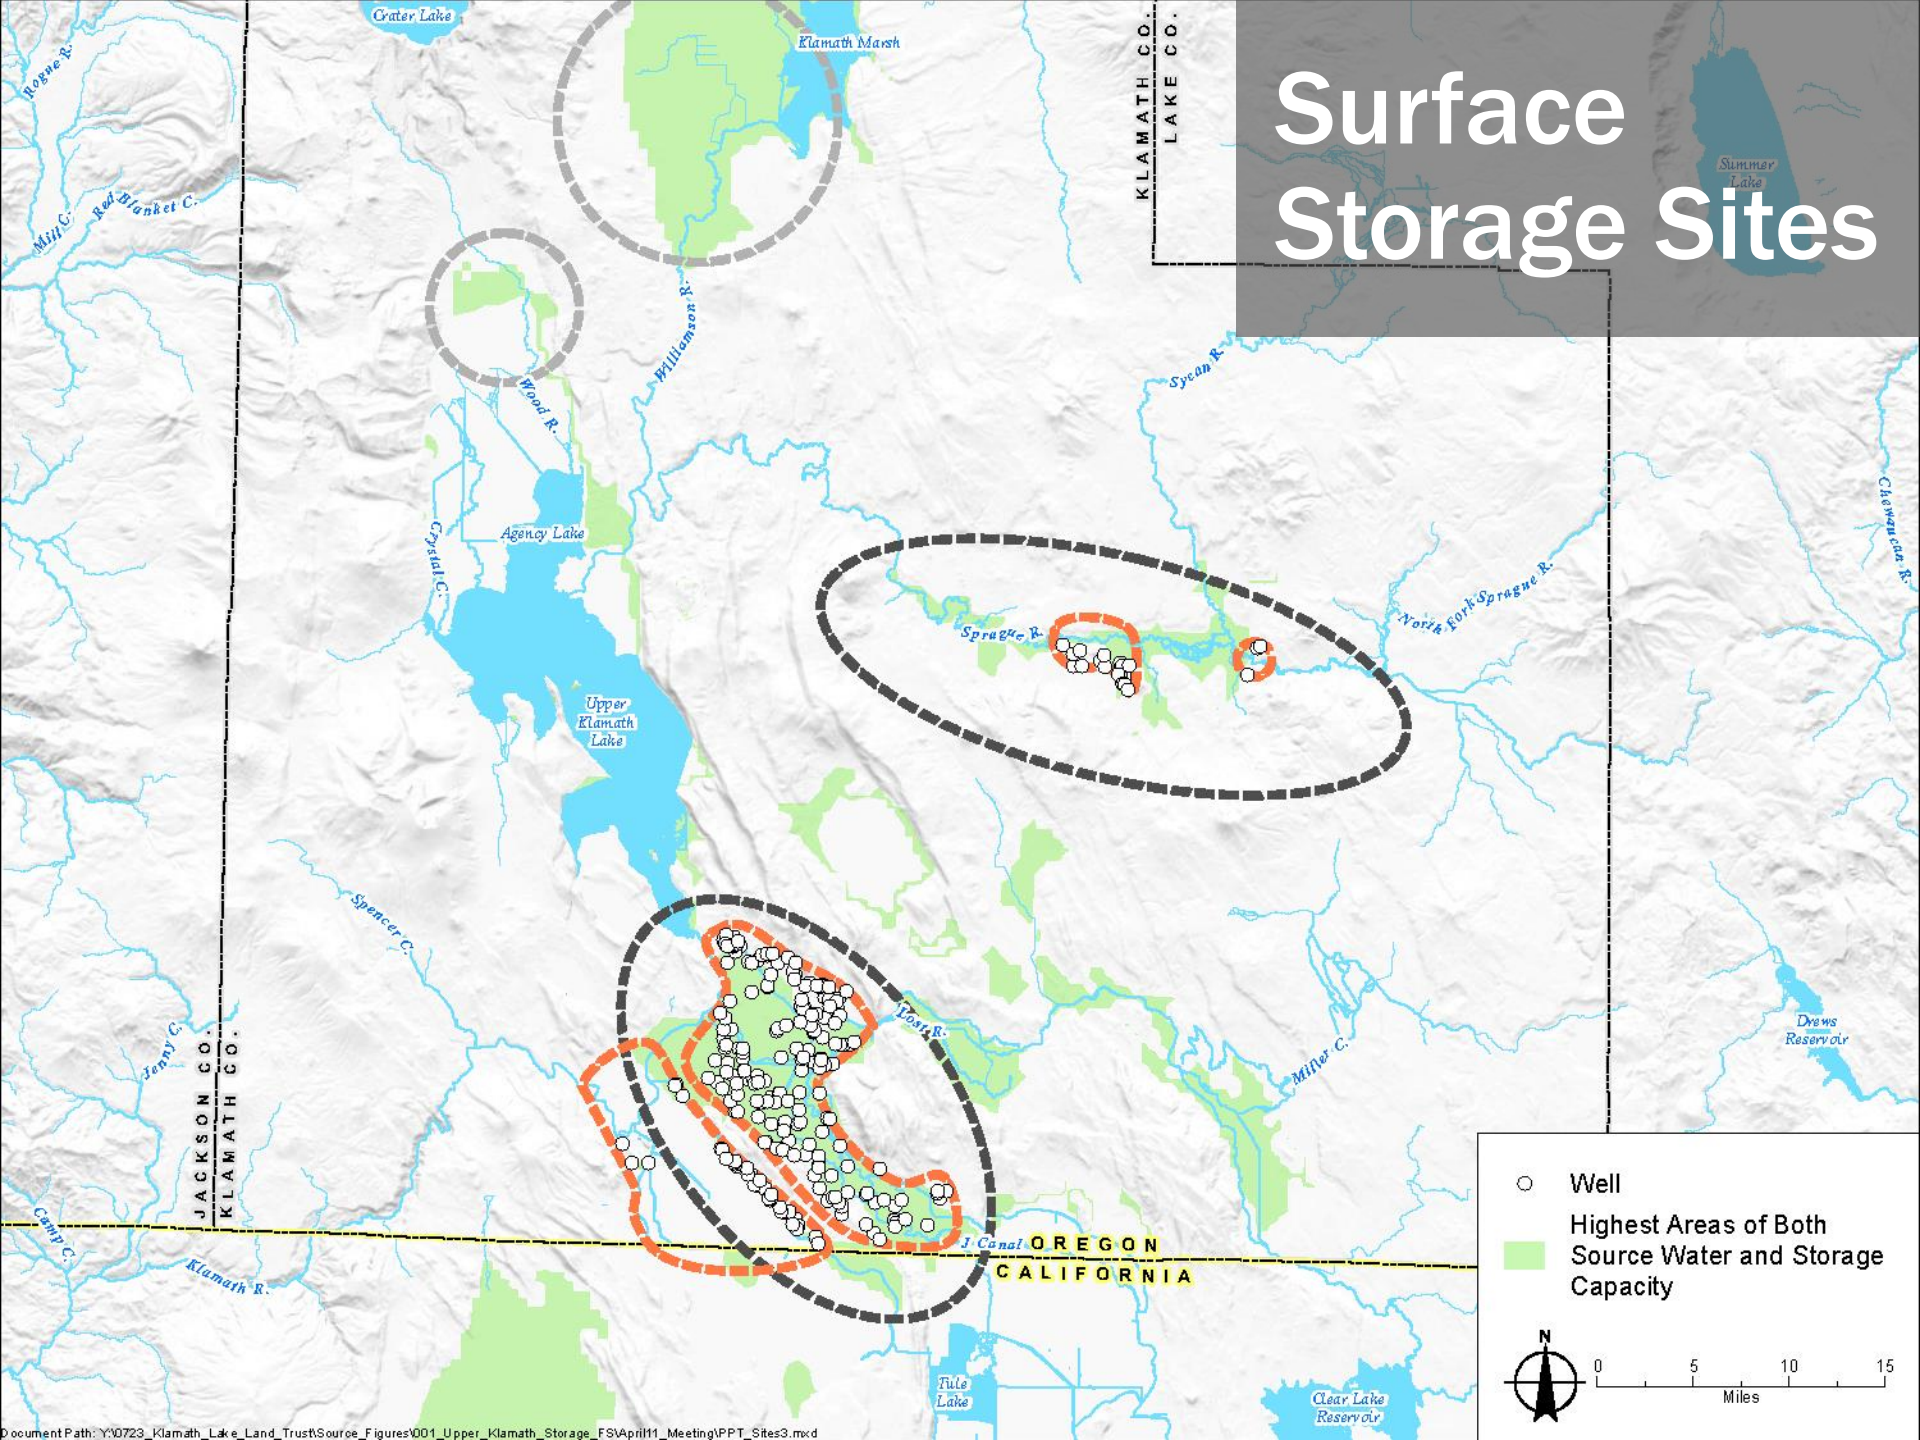 Surface
Storage Sites
Crater Lake
Klamath Marsh
KLAMATH CO.
LAKE CO.
Rogue R.
Summer
Lake
Red Blanket C.
Mill C.
Williamson R.
Sycan R.
Wood R.
Crystal C.
Agency Lake
Chewaucan R.
North Fork Sprague R.
Sprague R.
Upper
Klamath
Lake
Spencer C.
Lost R.
Jenny C.
Miller C.
Drews
Reservoir
JACKSON CO.
KLAMATH CO.
Camp C.
Klamath R.
J Canal
OREGON
CALIFORNIA
Tule
Lake
Clear Lake
Reservoir
Well
Highest Areas of Both
Source Water and Storage
Capacity
N
0 5 10 15
Miles
Document Path: Y:\0723_Klamath_Lake_Land_Trust\Source_Figures\001_Upper_Klamath_Storage_FS\April11_Meeting\PPT_Sites3.mxd